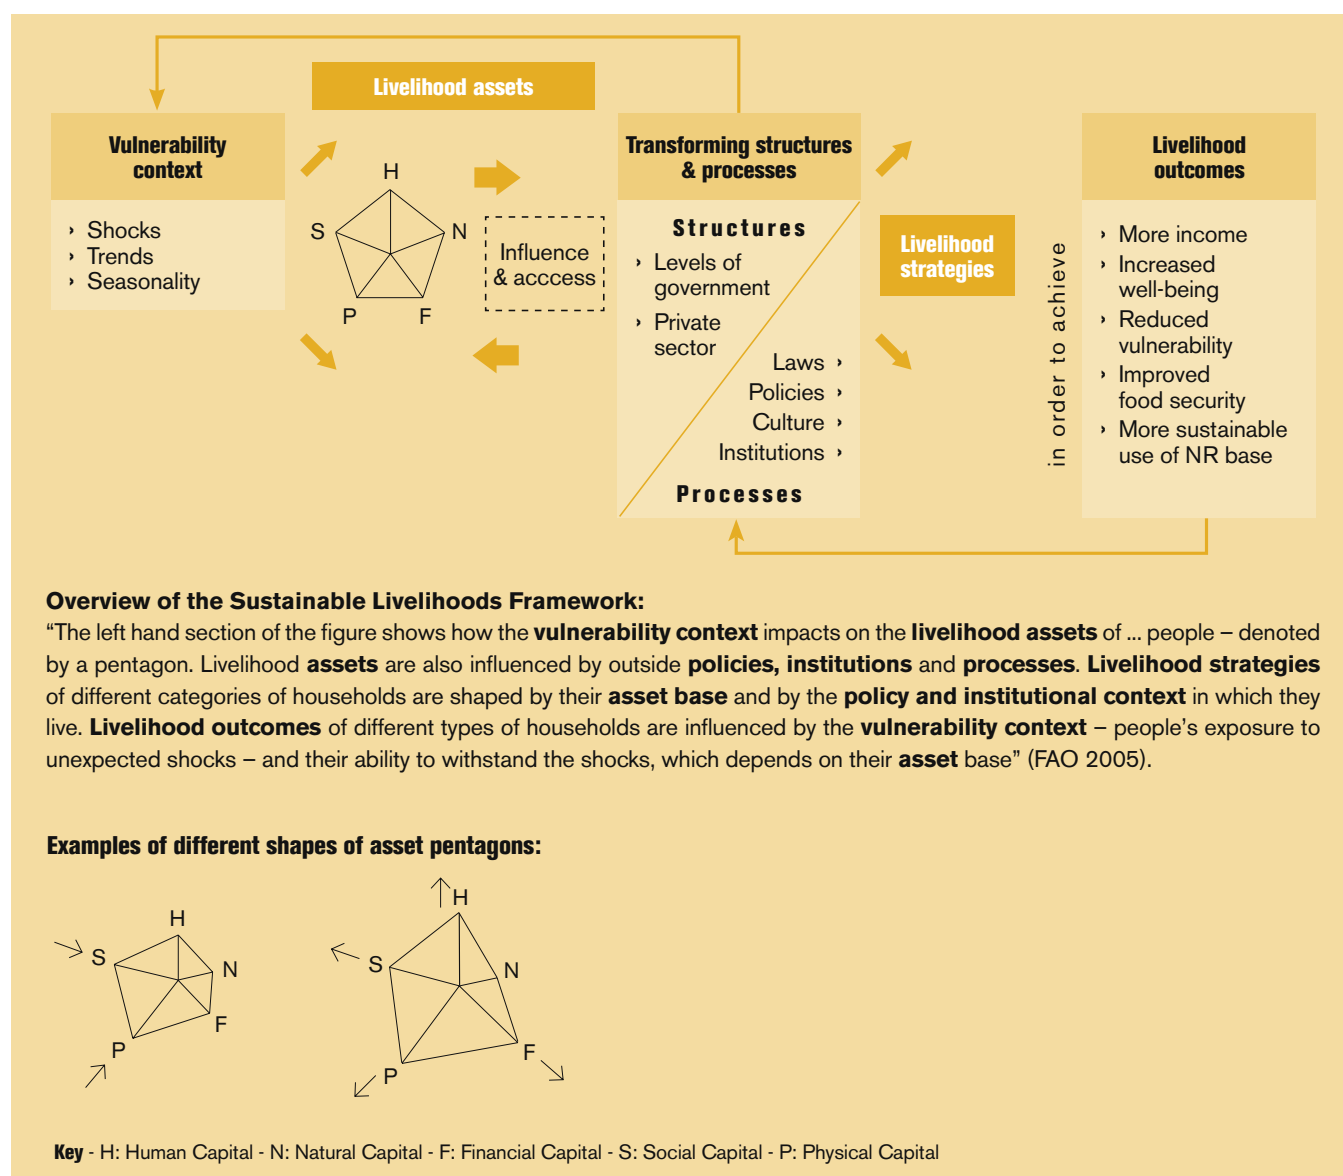 Livelihood assets
Vulnerability
context
› Shocks
› Trends
› Seasonality
H
S
N
P
F
Influence
& acccess
Transforming structures
& processes
Structures
› Levels of
government
› Private
sector
Laws ›
Policies ›
Culture ›
Institutions ›
Processes
Livelihood
strategies
in order to achieve
Livelihood
outcomes
› More income
› Increased
well-being
› Reduced
vulnerability
› Improved
food security
› More sustainable
use of NR base
Overview of the Sustainable Livelihoods Framework:
“The left hand section of the figure shows how the vulnerability context impacts on the livelihood assets of ... people – denoted
by a pentagon. Livelihood assets are also influenced by outside policies, institutions and processes. Livelihood strategies
of different categories of households are shaped by their asset base and by the policy and institutional context in which they
live. Livelihood outcomes of different types of households are influenced by the vulnerability context – people’s exposure to
unexpected shocks – and their ability to withstand the shocks, which depends on their asset base” (FAO 2005).
Examples of different shapes of asset pentagons:
H
S
N
F
P
H
S
N
F
P
Key - H: Human Capital - N: Natural Capital - F: Financial Capital - S: Social Capital - P: Physical Capital